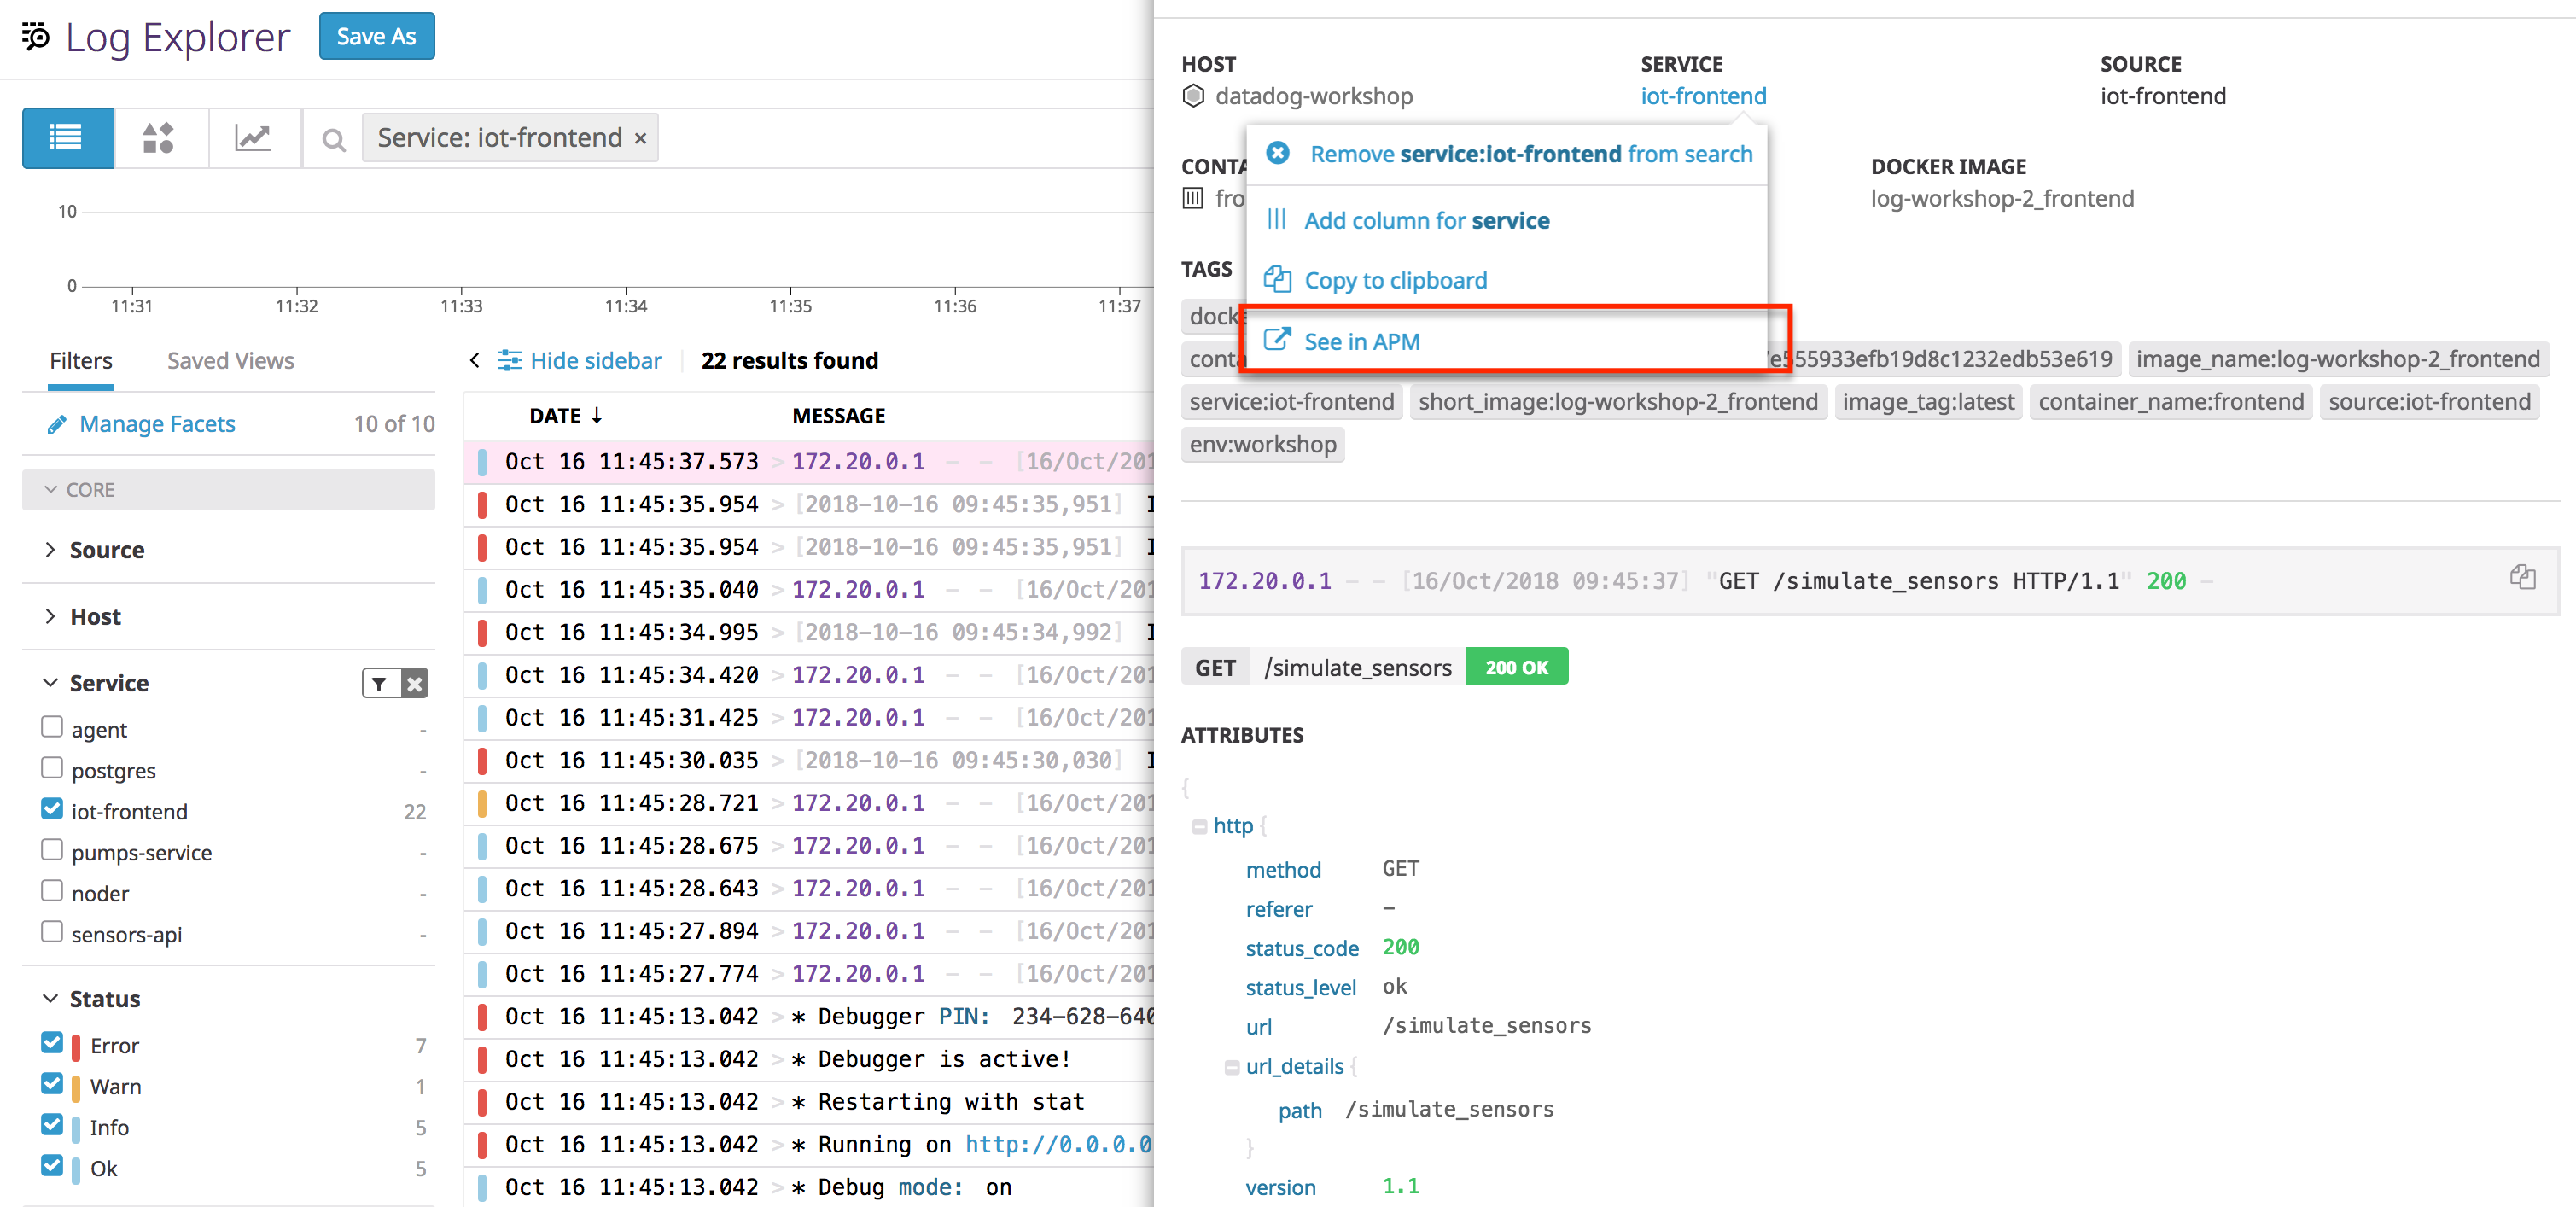 Log Explorer
Save As
Service: iot-frontend ×
10
0
11:31 11:32 11:33 11:34 11:35 11:36 11:37
Filters
Saved Views
Manage Facets
10 of 10
CORE
Source
Host
Service
agent -
postgres -
iot-frontend 22
pumps-service -
noder -
sensors-api -
Status
Error 7
Warn 1
Info 5
Ok 5
Hide sidebar
22 results found
DATE ↓ MESSAGE
Oct 16 11:45:37.573 > 172.20.0.1 – – [16/Oct/201
Oct 16 11:45:35.954 > [2018-10-16 09:45:35,951] I
Oct 16 11:45:35.954 > [2018-10-16 09:45:35,951] I
Oct 16 11:45:35.040 > 172.20.0.1 – – [16/Oct/201
Oct 16 11:45:34.995 > [2018-10-16 09:45:34,992] I
Oct 16 11:45:34.420 > 172.20.0.1 – – [16/Oct/201
Oct 16 11:45:31.425 > 172.20.0.1 – – [16/Oct/201
Oct 16 11:45:30.035 > [2018-10-16 09:45:30,030] I
Oct 16 11:45:28.721 > 172.20.0.1 – – [16/Oct/201
Oct 16 11:45:28.675 > 172.20.0.1 – – [16/Oct/201
Oct 16 11:45:28.643 > 172.20.0.1 – – [16/Oct/201
Oct 16 11:45:27.894 > 172.20.0.1 – – [16/Oct/201
Oct 16 11:45:27.774 > 172.20.0.1 – – [16/Oct/201
Oct 16 11:45:13.042 > * Debugger PIN: 234-628-640
Oct 16 11:45:13.042 > * Debugger is active!
Oct 16 11:45:13.042 > * Restarting with stat
Oct 16 11:45:13.042 > * Running on http://0.0.0.0
Oct 16 11:45:13.042 > * Debug mode: on
HOST
datadog-workshop
SERVICE
iot-frontend
SOURCE
iot-frontend
CONTA
fro
DOCKER IMAGE
log-workshop-2_frontend
Remove service:iot-frontend from search
Add column for service
Copy to clipboard
See in APM
TAGS
docke
conta e555933efb19d8c1232edb53e619 image_name:log-workshop-2_frontend
service:iot-frontend short_image:log-workshop-2_frontend image_tag:latest container_name:frontend source:iot-frontend
env:workshop
172.20.0.1 – – [16/Oct/2018 09:45:37] "GET /simulate_sensors HTTP/1.1" 200 –
GET /simulate_sensors 200 OK
ATTRIBUTES
{
http {
method GET
referer –
status_code 200
status_level ok
url /simulate_sensors
url_details {
path /simulate_sensors
}
version 1.1